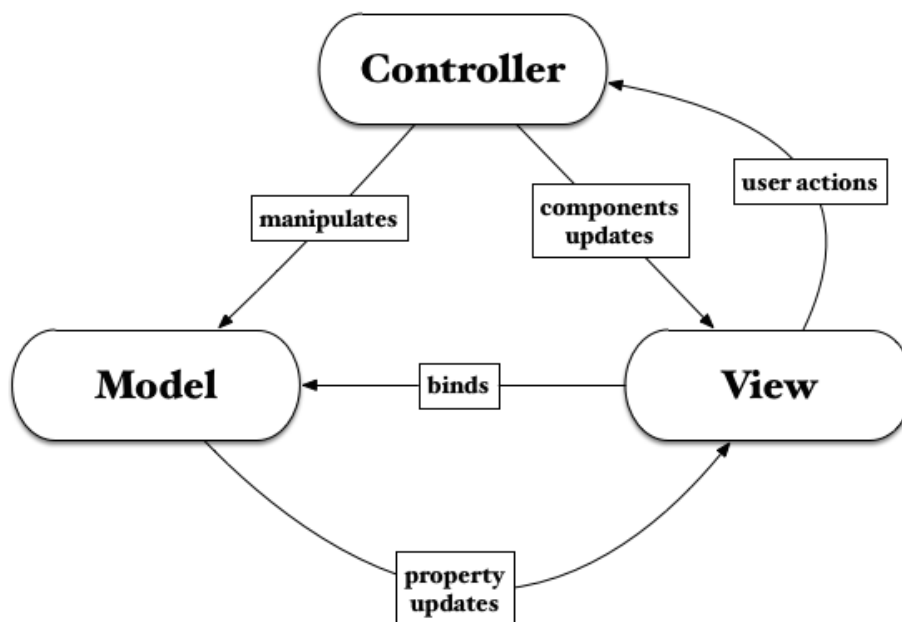 Controller
user actions
manipulates
components
updates
Model
binds
View
property
updates